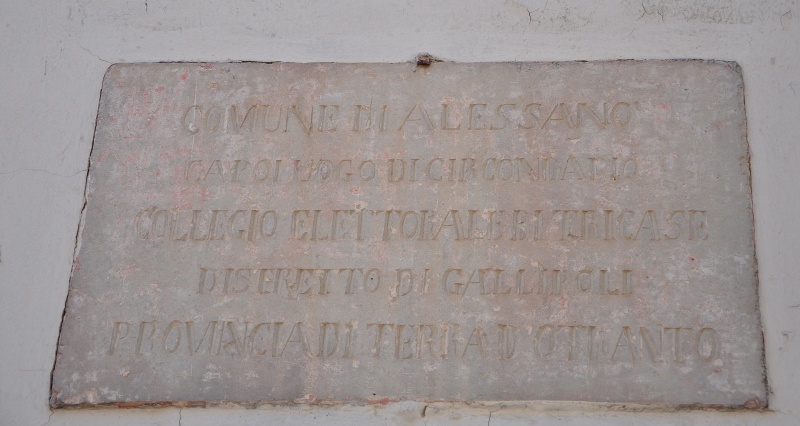 COMUNE DI ALESSANO
CAPOLUOGO DI CIRCONDARIO
COLLEGIO ELETTORALE DI TRICASE
DISTRETTO DI GALLIPOLI
PROVINCIA DI TERRA D'OTRANTO